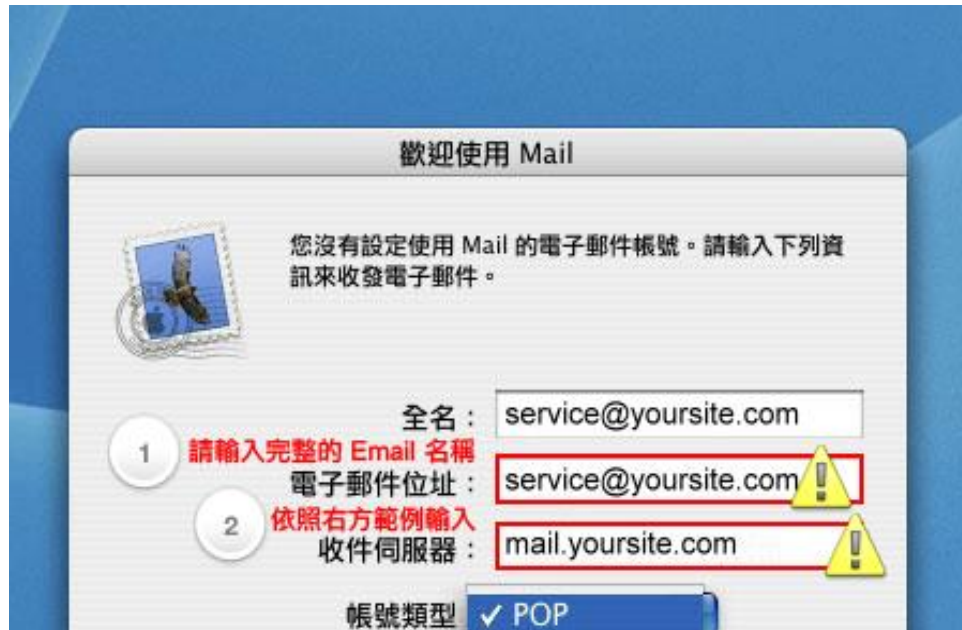 歡迎使用 Mail
您沒有設定使用 Mail 的電子郵件帳號。請輸入下列資
訊來收發電子郵件。
全名： service@yoursite.com
1 請輸入完整的 Email 名稱
電子郵件位址： service@yoursite.com
2 依照右方範例輸入
收件伺服器： mail.yoursite.com
帳號類型 ✓ POP